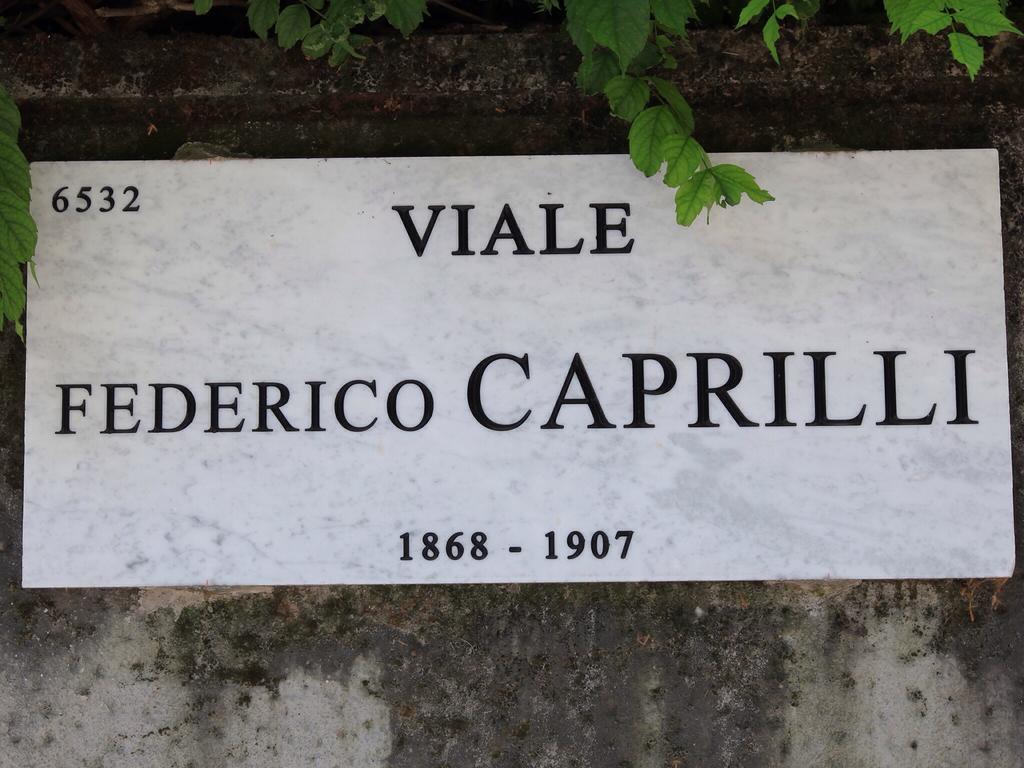 6532
VIALE
FEDERICO CAPRILLI
1868 - 1907